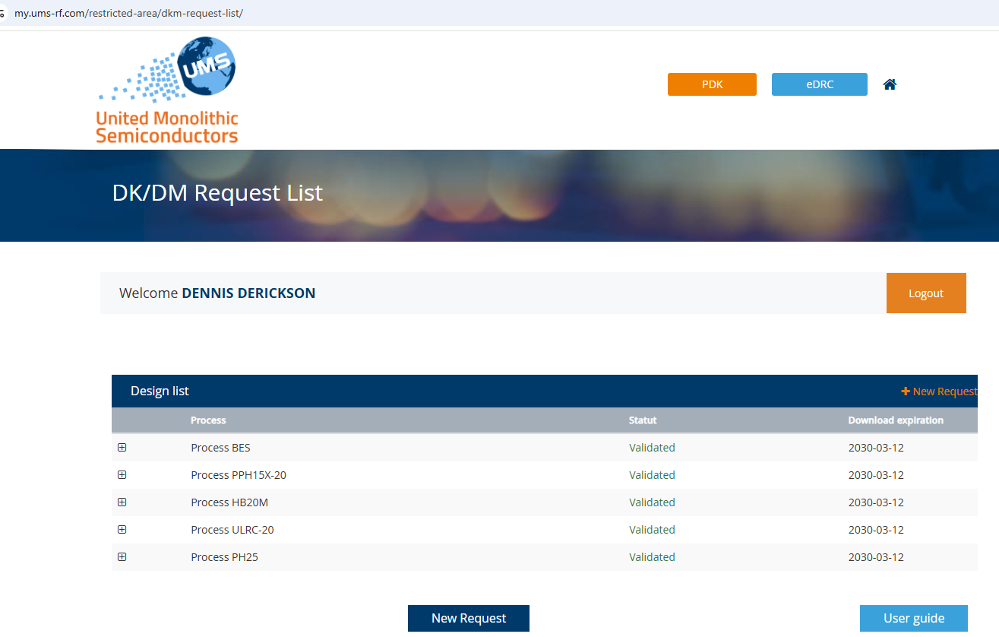 my.ums-rf.com/restricted-area/dkm-request-list/
UMS
United Monolithic
Semiconductors
PDK
eDRC
DK/DM Request List
Welcome DENNIS DERICKSON
Logout
Design list
New Request
Process Statut Download expiration
Process BES Validated 2030-03-12
Process PPH15X-20 Validated 2030-03-12
Process HB20M Validated 2030-03-12
Process ULRC-20 Validated 2030-03-12
Process PH25 Validated 2030-03-12
New Request
User guide